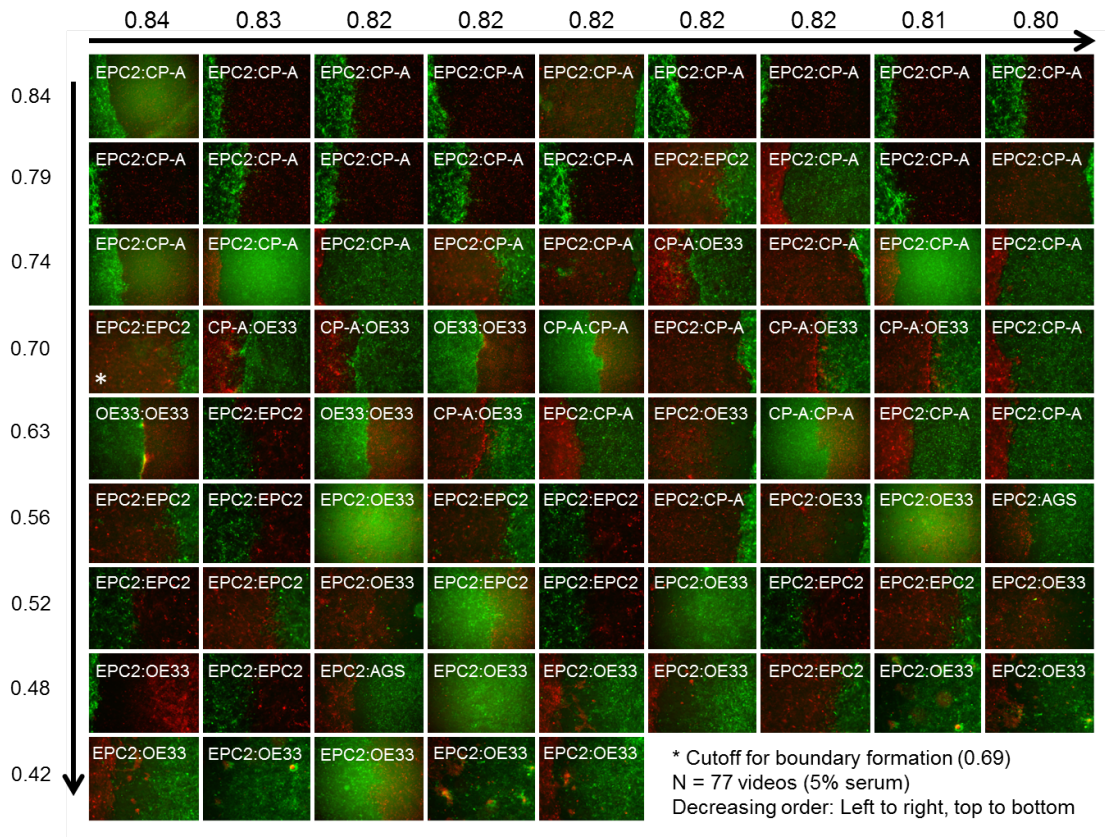 0.84 0.83 0.82 0.82 0.82 0.82 0.82 0.81 0.80
0.84 EPC2:CP-A EPC2:CP-A EPC2:CP-A EPC2:CP-A EPC2:CP-A EPC2:CP-A EPC2:CP-A EPC2:CP-A EPC2:CP-A
0.79 EPC2:CP-A EPC2:CP-A EPC2:CP-A EPC2:CP-A EPC2:CP-A EPC2:EPC2 EPC2:CP-A EPC2:CP-A EPC2:CP-A
0.74 EPC2:CP-A EPC2:CP-A EPC2:CP-A EPC2:CP-A EPC2:CP-A CP-A:OE33 EPC2:CP-A EPC2:CP-A EPC2:CP-A
0.70 EPC2:EPC2 CP-A:OE33 CP-A:OE33 OE33:OE33 CP-A:CP-A EPC2:CP-A CP-A:OE33 CP-A:OE33 EPC2:CP-A
*
0.63 OE33:OE33 EPC2:EPC2 OE33:OE33 CP-A:OE33 EPC2:CP-A EPC2:OE33 CP-A:CP-A EPC2:CP-A EPC2:CP-A
0.56 EPC2:EPC2 EPC2:EPC2 EPC2:OE33 EPC2:EPC2 EPC2:EPC2 EPC2:CP-A EPC2:OE33 EPC2:OE33 EPC2:AGS
0.52 EPC2:EPC2 EPC2:EPC2 EPC2:OE33 EPC2:EPC2 EPC2:EPC2 EPC2:OE33 EPC2:EPC2 EPC2:EPC2 EPC2:OE33
0.48 EPC2:OE33 EPC2:EPC2 EPC2:AGS EPC2:OE33 EPC2:OE33 EPC2:OE33 EPC2:EPC2 EPC2:OE33 EPC2:OE33
0.42 EPC2:OE33 EPC2:OE33 EPC2:OE33 EPC2:OE33 EPC2:OE33
* Cutoff for boundary formation (0.69)
N = 77 videos (5% serum)
Decreasing order: Left to right, top to bottom